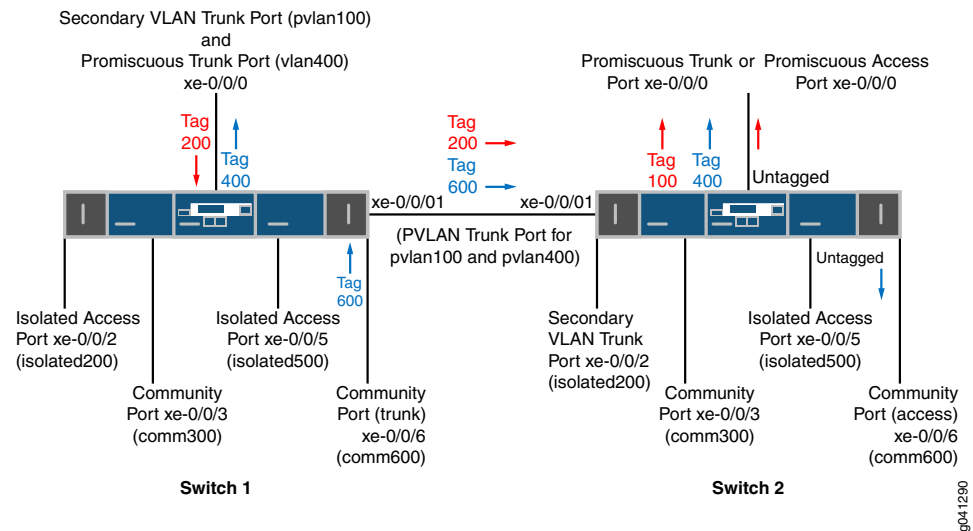 Secondary VLAN Trunk Port (pvlan100)
and
Promiscuous Trunk Port (vlan400)
xe-0/0/0
Promiscuous Trunk or
Port xe-0/0/0
Promiscuous Access
Port xe-0/0/0
Tag
200
Tag
400
Tag
200
Tag
600
Tag
100
Tag
400
Untagged
xe-0/0/01
xe-0/0/01
(PVLAN Trunk Port for
pvlan100 and pvlan400)
Tag
600
Untagged
Isolated Access
Port xe-0/0/2
(isolated200)
Isolated Access
Port xe-0/0/5
(isolated500)
Secondary
VLAN Trunk
Port xe-0/0/2
(isolated200)
Isolated Access
Port xe-0/0/5
(isolated500)
Community
Port xe-0/0/3
(comm300)
Community
Port (trunk)
xe-0/0/6
(comm600)
Community
Port xe-0/0/3
(comm300)
Community
Port (access)
xe-0/0/6
(comm600)
Switch 1
Switch 2
g041290